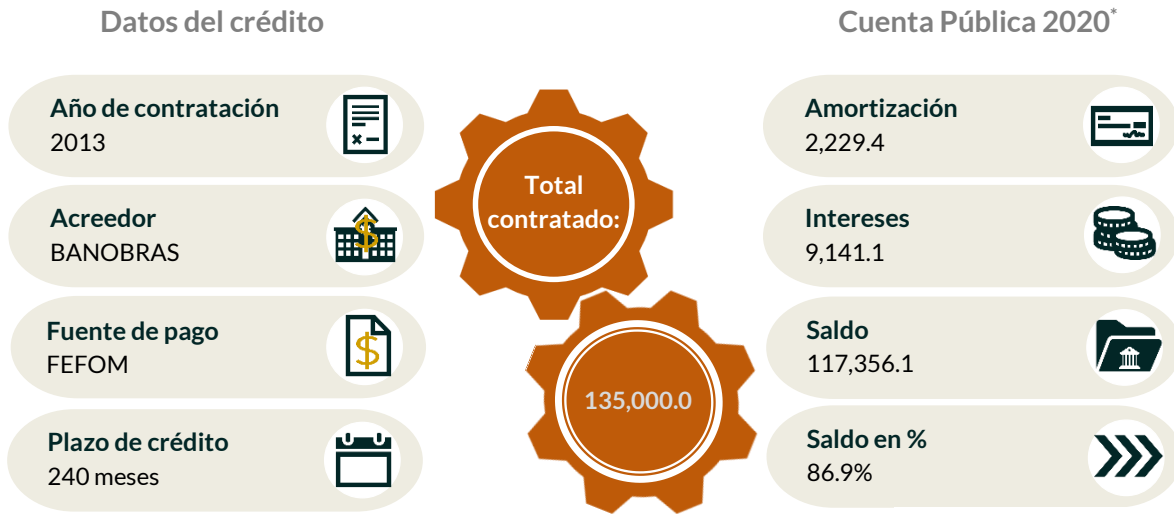 Datos del crédito
Año de contratación
2013
Acreedor
BANOBRAS
Fuente de pago
FEFOM
Plazo de crédito
240 meses
Total
contratado:
135,000.0
Cuenta Pública 2020*
Amortización
2,229.4
Intereses
9,141.1
Saldo
117,356.1
Saldo en %
86.9%